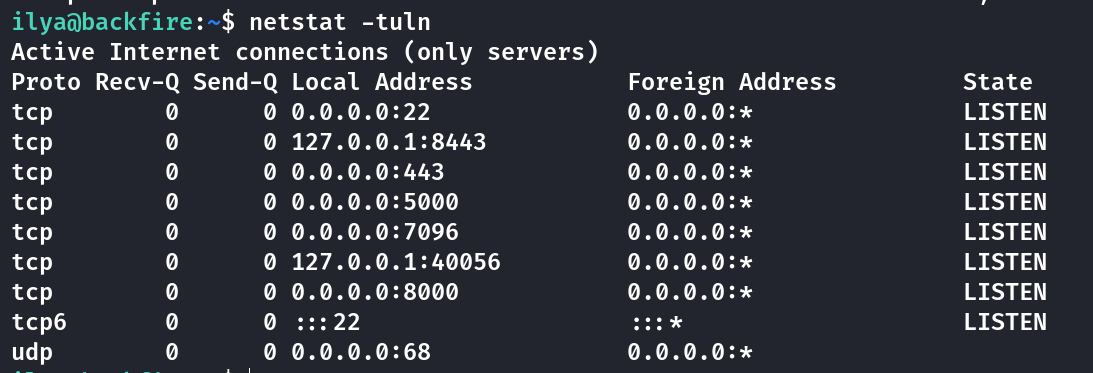 ilya@backfire:~$ netstat -tuln
Active Internet connections (only servers)
Proto Recv-Q Send-Q Local Address           Foreign Address         State
tcp        0      0 0.0.0.0:22              0.0.0.0:*               LISTEN
tcp        0      0 127.0.0.1:8443          0.0.0.0:*               LISTEN
tcp        0      0 0.0.0.0:443             0.0.0.0:*               LISTEN
tcp        0      0 0.0.0.0:5000            0.0.0.0:*               LISTEN
tcp        0      0 0.0.0.0:7096            0.0.0.0:*               LISTEN
tcp        0      0 127.0.0.1:40056         0.0.0.0:*               LISTEN
tcp        0      0 0.0.0.0:8000            0.0.0.0:*               LISTEN
tcp6       0      0 :::22                   :::*                    LISTEN
udp        0      0 0.0.0.0:68              0.0.0.0:*